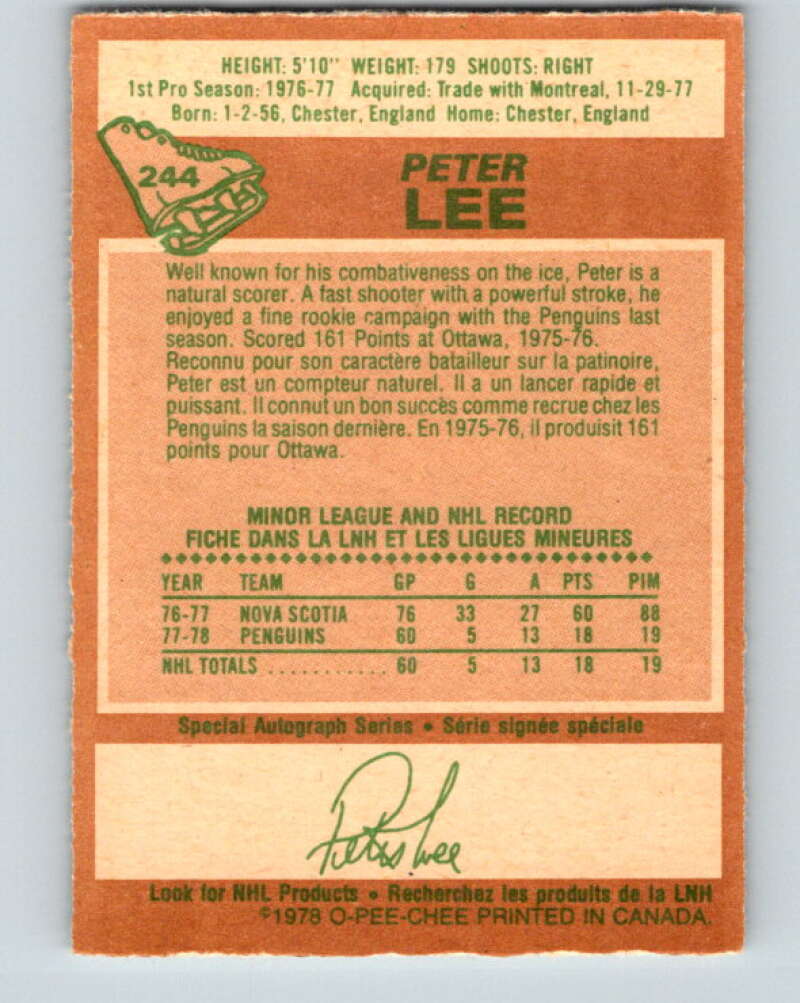 HEIGHT: 5'10" WEIGHT: 179 SHOOTS: RIGHT
1st Pro Season: 1976-77 Acquired: Trade with Montreal, 11-29-77
Born: 1-2-56, Chester, England Home: Chester, England
244
PETER
LEE
Well known for his combativeness on the ice, Peter is a
natural scorer. A fast shooter with a powerful stroke, he
enjoyed a fine rookie campaign with the Penguins last
season. Scored 161 Points at Ottawa, 1975-76.
Reconnu pour son caractère batailleur sur la patinoire,
Peter est un compteur naturel. Il a un lancer rapide et
puissant. Il connut un bon succès comme recrue chez les
Penguins la saison dernière. En 1975-76, il produisit 161
points pour Ottawa.
MINOR LEAGUE AND NHL RECORD
FICHE DANS LA LNH ET LES LIGUES MINEURES
YEAR TEAM GP G A PTS PIM
76-77 NOVA SCOTIA 76 33 27 60 88
77-78 PENGUINS 60 5 13 18 19
NHL TOTALS ............ 60 5 13 18 19
Special Autograph Series • Série signée spéciale
Peter Lee
Look for NHL Products • Recherchez les produits de la LNH
©1978 O-PEE-CHEE PRINTED IN CANADA.